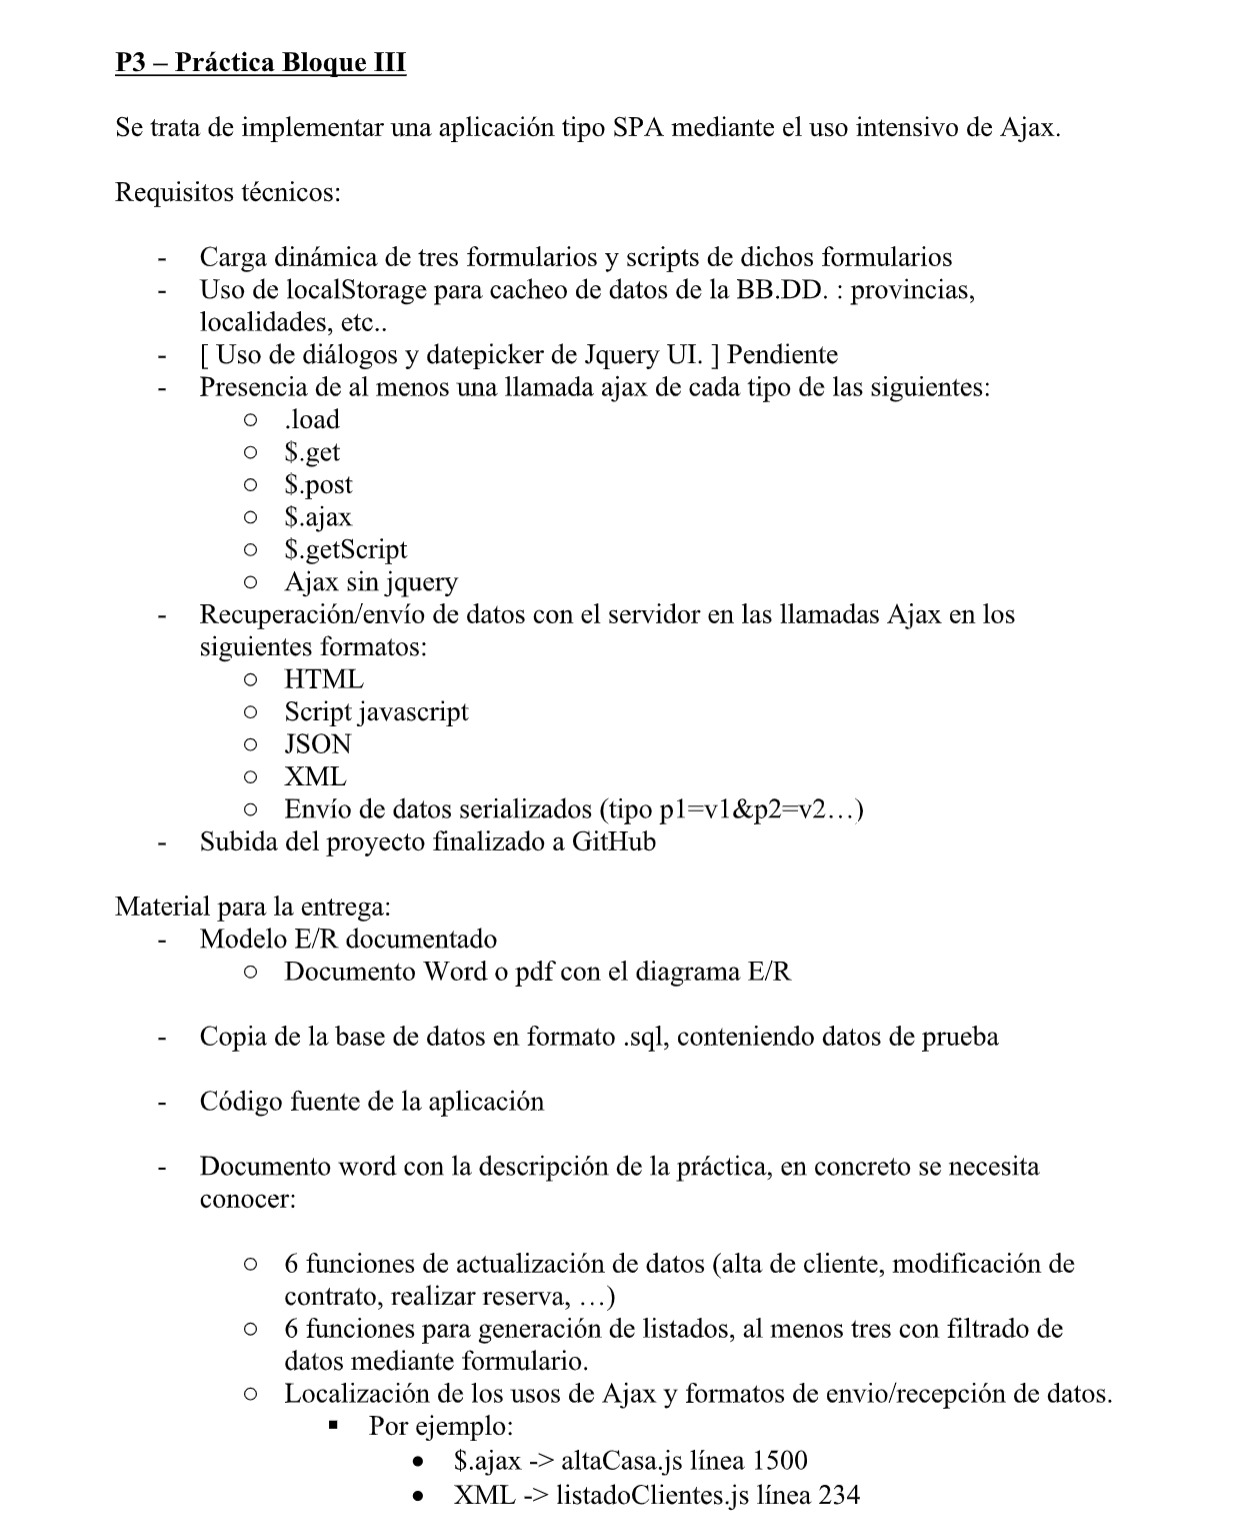 P3 – Práctica Bloque III
Se trata de implementar una aplicación tipo SPA mediante el uso intensivo de Ajax.
Requisitos técnicos:
- Carga dinámica de tres formularios y scripts de dichos formularios
- Uso de localStorage para cacheo de datos de la BB.DD. : provincias,
localidades, etc..
- [ Uso de diálogos y datepicker de Jquery UI. ] Pendiente
- Presencia de al menos una llamada ajax de cada tipo de las siguientes:
o .load
o $.get
o $.post
o $.ajax
o $.getScript
o Ajax sin jquery
- Recuperación/envío de datos con el servidor en las llamadas Ajax en los
siguientes formatos:
o HTML
o Script javascript
o JSON
o XML
o Envío de datos serializados (tipo p1=v1&p2=v2…)
- Subida del proyecto finalizado a GitHub
Material para la entrega:
- Modelo E/R documentado
o Documento Word o pdf con el diagrama E/R
- Copia de la base de datos en formato .sql, conteniendo datos de prueba
- Código fuente de la aplicación
- Documento word con la descripción de la práctica, en concreto se necesita
conocer:
o 6 funciones de actualización de datos (alta de cliente, modificación de
contrato, realizar reserva, …)
o 6 funciones para generación de listados, al menos tres con filtrado de
datos mediante formulario.
o Localización de los usos de Ajax y formatos de envio/recepción de datos.
▪ Por ejemplo:
• $.ajax -> altaCasa.js línea 1500
• XML -> listadoClientes.js línea 234